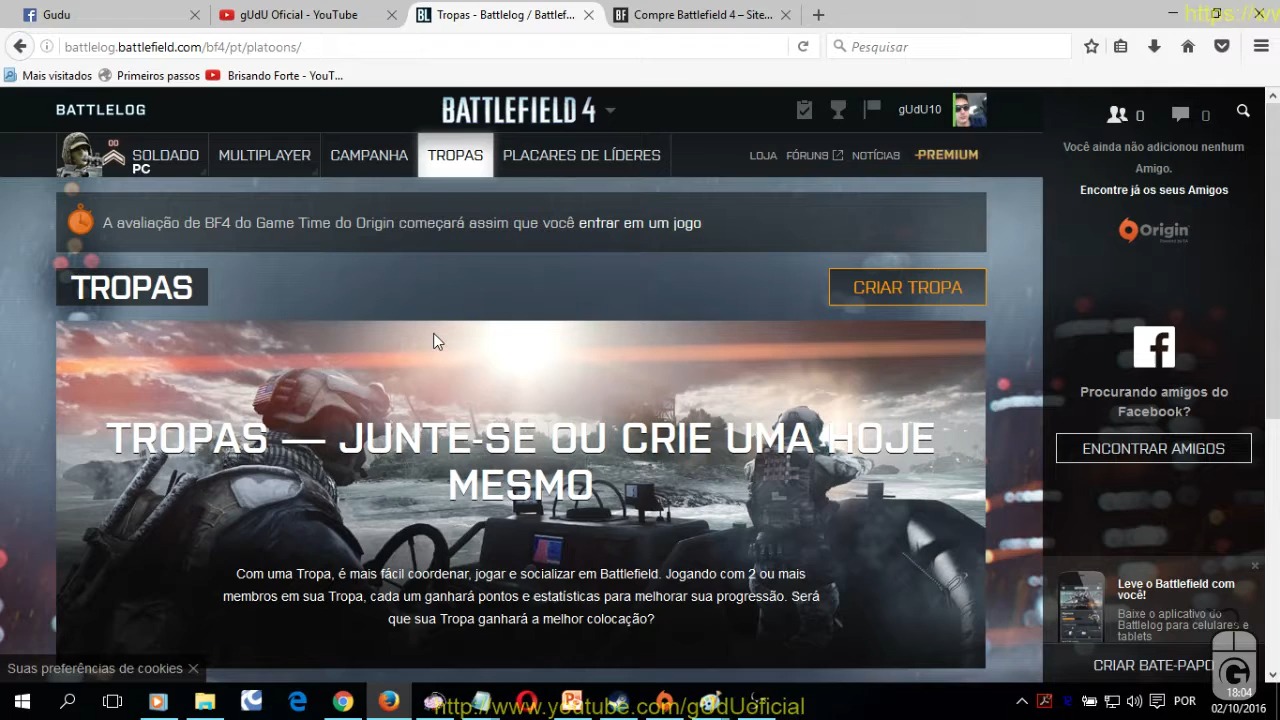 Gudu
gUdU Oficial - YouTube
Tropas - Battlelog / Battlef...
Compre Battlefield 4 – Site...
battlelog.battlefield.com/bf4/pt/platoons/
Pesquisar
Mais visitados
Primeiros passos
Brisando Forte - YouT...
BATTLELOG
BATTLEFIELD 4
gUdU10
0
0
00
SOLDADO
PC
MULTIPLAYER
CAMPANHA
TROPAS
PLACARES DE LÍDERES
LOJA
FÓRUNS
NOTÍCIAS
PREMIUM
Você ainda não adicionou nenhum
Amigo.
Encontre já os seus Amigos
Origin
A avaliação de BF4 do Game Time do Origin começará assim que você entrar em um jogo
TROPAS
CRIAR TROPA
TROPAS — JUNTE-SE OU CRIE UMA HOJE
MESMO
Com uma Tropa, é mais fácil coordenar, jogar e socializar em Battlefield. Jogando com 2 ou mais
membros em sua Tropa, cada um ganhará pontos e estatísticas para melhorar sua progressão. Será
que sua Tropa ganhará a melhor colocação?
Procurando amigos do
Facebook?
ENCONTRAR AMIGOS
Leve o Battlefield com
você!
Baixe o aplicativo do
Battlelog para celulares e
tablets
CRIAR BATE-PAPO
Suas preferências de cookies
http://www.youtube.com/gUdUoficial
POR
18:04
02/10/2016